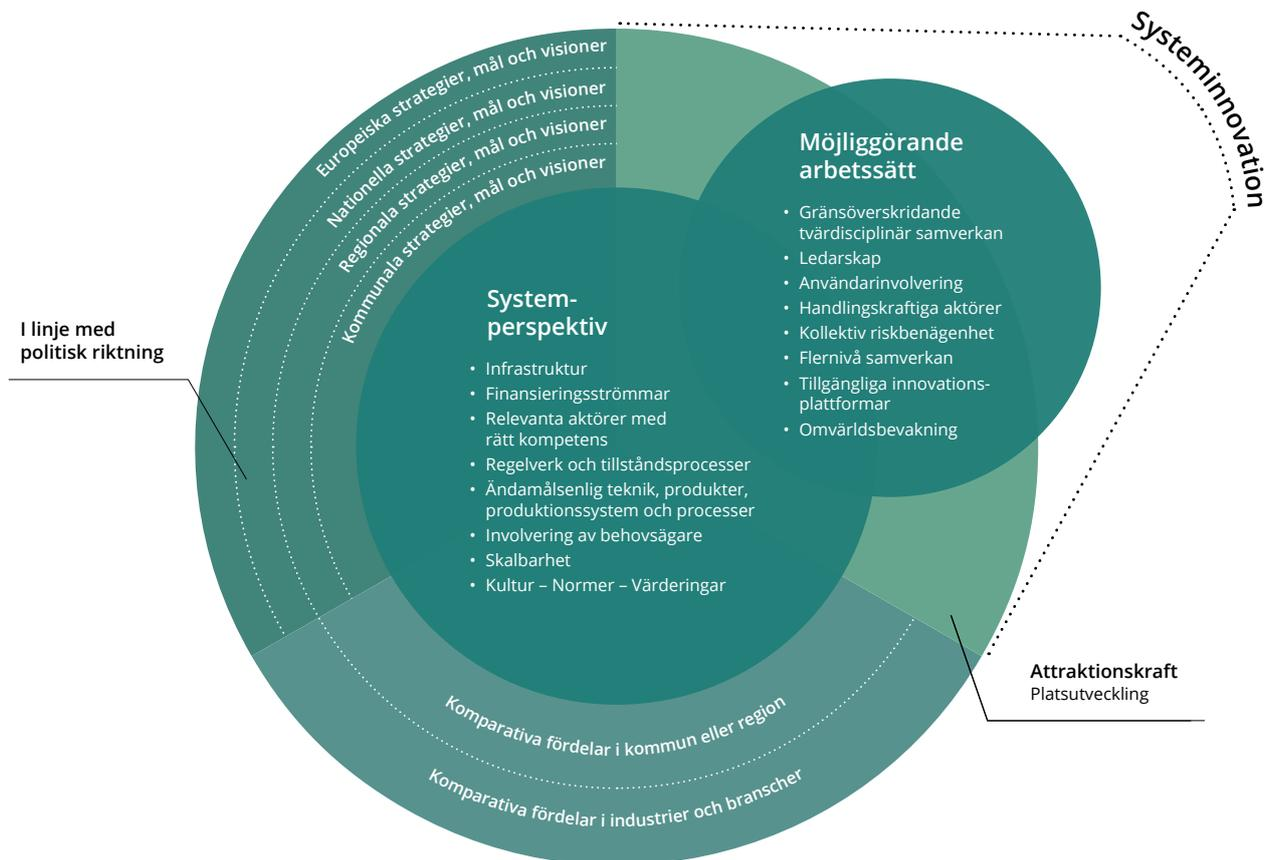 Systeminnovation
Europeiska strategier, mål och visioner
Nationella strategier, mål och visioner
Regionala strategier, mål och visioner
Kommunala strategier, mål och visioner
Möjliggörande
arbetssätt
• Gränsöverskridande
tvärdisciplinär samverkan
• Ledarskap
• Användarinvolvering
• Handlingskraftiga aktörer
• Kollektiv riskbenägenhet
• Flernivå samverkan
• Tillgängliga innovations-
plattformar
• Omvärldsbevakning
System-
perspektiv
• Infrastruktur
• Finansieringsströmmar
• Relevanta aktörer med
rätt kompetens
• Regelverk och tillståndsprocesser
• Ändamålsenlig teknik, produkter,
produktionssystem och processer
• Involvering av behovsägare
• Skalbarhet
• Kultur – Normer – Värderingar
I linje med
politisk riktning
Attraktionskraft
Platsutveckling
Komparativa fördelar i kommun eller region
Komparativa fördelar i industrier och branscher